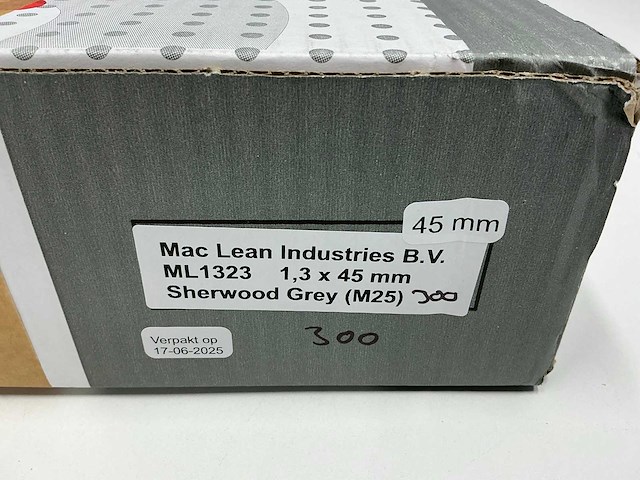 45 mm
Mac Lean Industries B.V.
ML1323 1,3 x 45 mm
Sherwood Grey (M25) 300
300
Verpakt op
17-06-2025